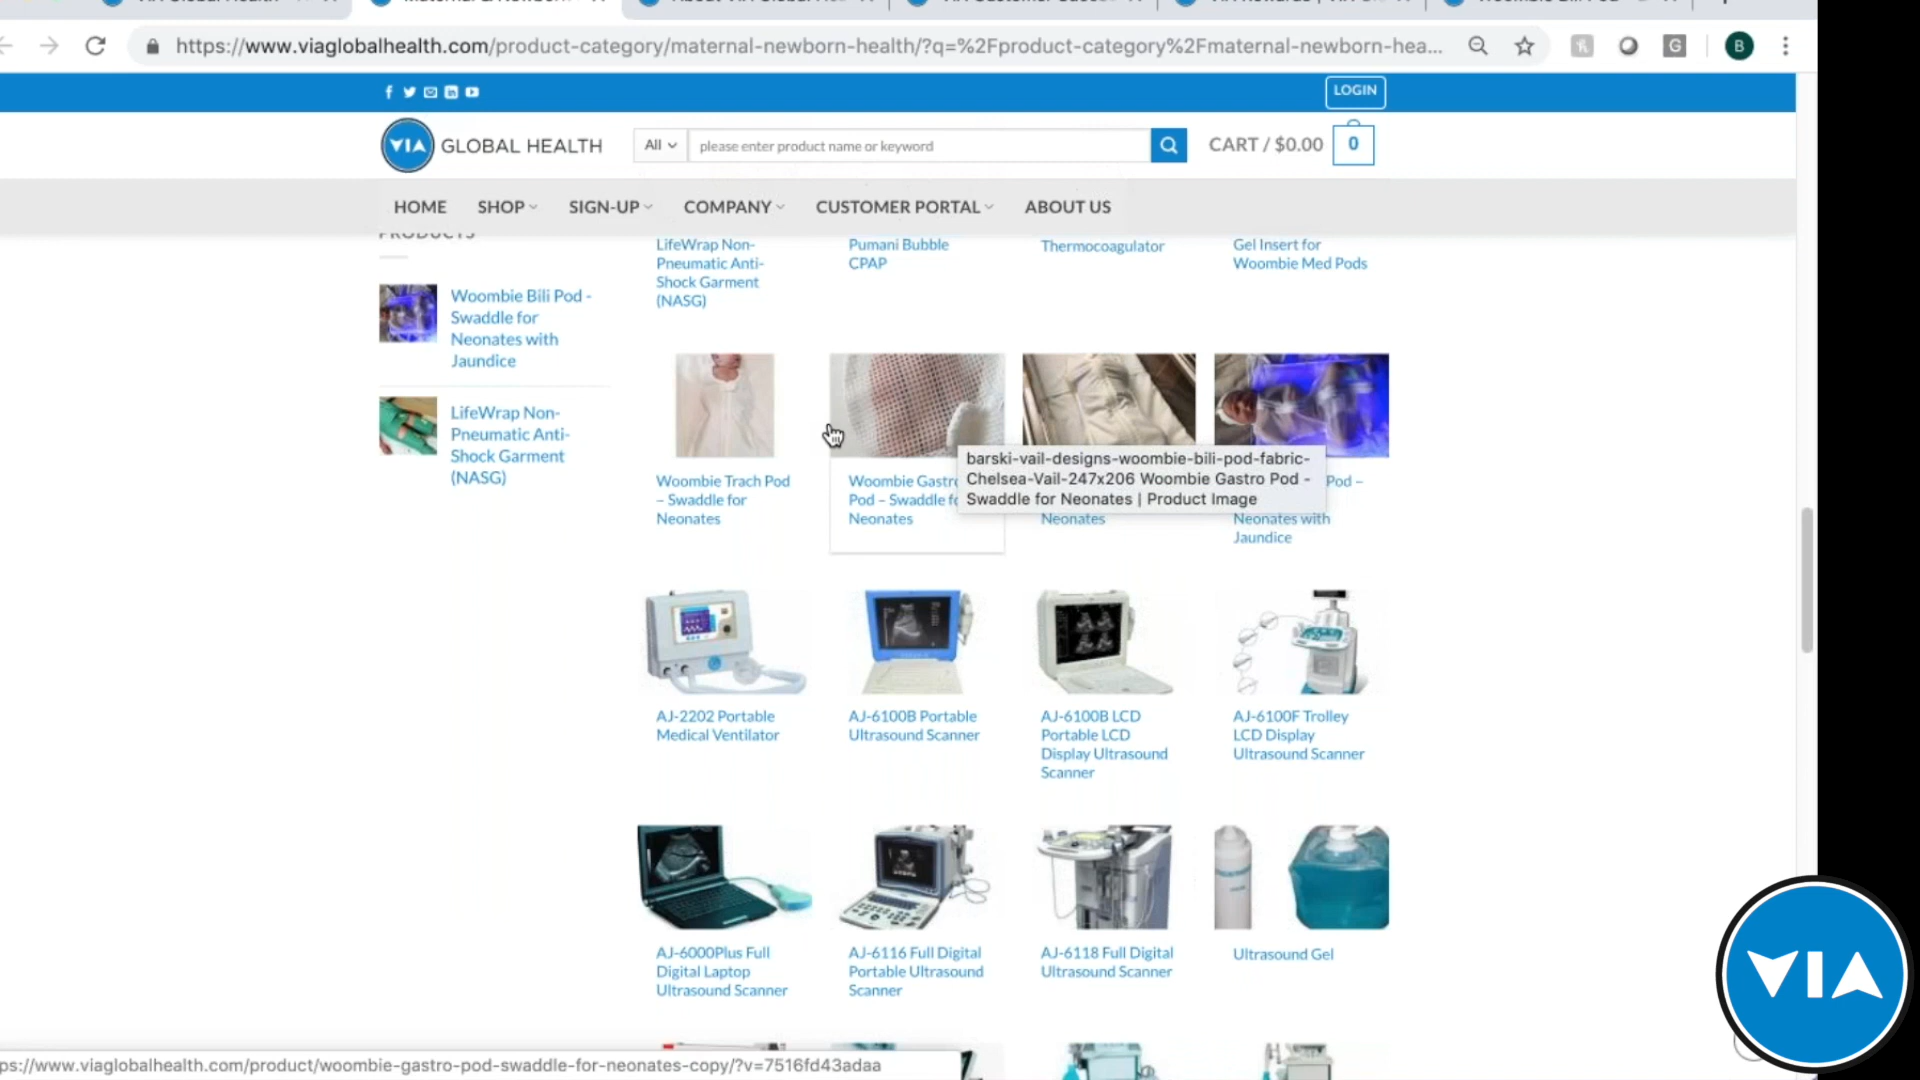 https://www.viaglobalhealth.com/product-category/maternal-newborn-health/?q=%2Fproduct-category%2Fmaternal-newborn-hea...
G
B
LOGIN
VIA GLOBAL HEALTH
All
please enter product name or keyword
CART / $0.00
0
HOME
SHOP
SIGN-UP
COMPANY
CUSTOMER PORTAL
ABOUT US
PRODUCTS
Woombie Bili Pod -
Swaddle for
Neonates with
Jaundice
LifeWrap Non-
Pneumatic Anti-
Shock Garment
(NASG)
LifeWrap Non-
Pneumatic Anti-
Shock Garment
(NASG)
Pumani Bubble
CPAP
Thermocoagulator
Gel Insert for
Woombie Med Pods
Woombie Trach Pod
– Swaddle for
Neonates
Woombie Gastr
Pod – Swaddle fo
Neonates
barski-vail-designs-woombie-bili-pod-fabric-
Chelsea-Vail-247x206 Woombie Gastro Pod -
Swaddle for Neonates | Product Image
Neonates
Pod –
Neonates with
Jaundice
AJ-2202 Portable
Medical Ventilator
AJ-6100B Portable
Ultrasound Scanner
AJ-6100B LCD
Portable LCD
Display Ultrasound
Scanner
AJ-6100F Trolley
LCD Display
Ultrasound Scanner
AJ-6000Plus Full
Digital Laptop
Ultrasound Scanner
AJ-6116 Full Digital
Portable Ultrasound
Scanner
AJ-6118 Full Digital
Ultrasound Scanner
Ultrasound Gel
ps://www.viaglobalhealth.com/product/woombie-gastro-pod-swaddle-for-neonates-copy/?v=7516fd43adaa
VIA